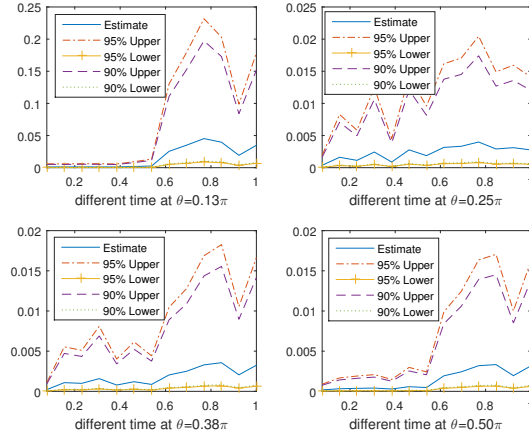 0.25
0.2
0.15
0.1
0.05
0
0.2 0.4 0.6 0.8 1
Estimate
95% Upper
95% Lower
90% Upper
90% Lower
different time at θ=0.13π
0.025
0.02
0.015
0.01
0.005
0
0.2 0.4 0.6 0.8 1
Estimate
95% Upper
95% Lower
90% Upper
90% Lower
different time at θ=0.25π
0.02
0.015
0.01
0.005
0
0.2 0.4 0.6 0.8 1
Estimate
95% Upper
95% Lower
90% Upper
90% Lower
different time at θ=0.38π
0.02
0.015
0.01
0.005
0
0.2 0.4 0.6 0.8 1
Estimate
95% Upper
95% Lower
90% Upper
90% Lower
different time at θ=0.50π